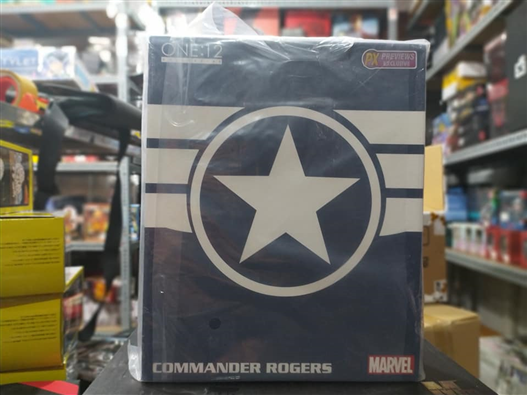 ONE:12
PX PREVIEWS
EXCLUSIVE
COMMANDER ROGERS
MARVEL